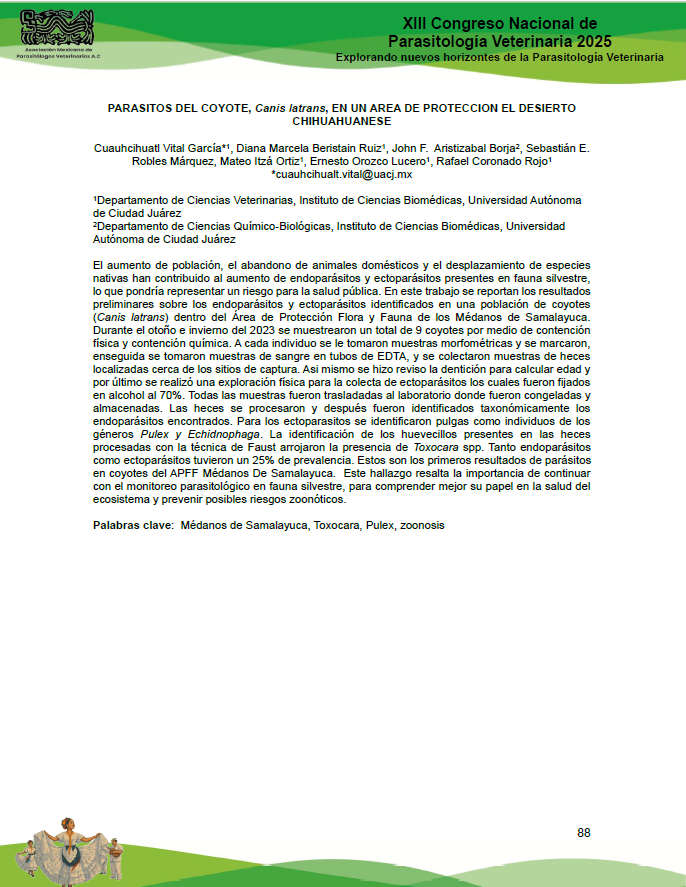 XIII Congreso Nacional de
Parasitología Veterinaria 2025
Explorando nuevos horizontes de la Parasitología Veterinaria
Asociación Mexicana de
Parasitólogos Veterinarios A.C
PARASITOS DEL COYOTE, Canis latrans, EN UN AREA DE PROTECCION EL DESIERTO
CHIHUAHUANESE
Cuauhcihuatl Vital García*¹, Diana Marcela Beristain Ruiz¹, John F. Aristizabal Borja², Sebastián E.
Robles Márquez, Mateo Itzá Ortiz¹, Ernesto Orozco Lucero¹, Rafael Coronado Rojo¹
*cuauhcihualt.vital@uacj.mx
¹Departamento de Ciencias Veterinarias, Instituto de Ciencias Biomédicas, Universidad Autónoma
de Ciudad Juárez
²Departamento de Ciencias Químico-Biológicas, Instituto de Ciencias Biomédicas, Universidad
Autónoma de Ciudad Juárez
El aumento de población, el abandono de animales domésticos y el desplazamiento de especies
nativas han contribuido al aumento de endoparásitos y ectoparásitos presentes en fauna silvestre,
lo que pondría representar un riesgo para la salud pública. En este trabajo se reportan los resultados
preliminares sobre los endoparásitos y ectoparásitos identificados en una población de coyotes
(Canis latrans) dentro del Área de Protección Flora y Fauna de los Médanos de Samalayuca.
Durante el otoño e invierno del 2023 se muestrearon un total de 9 coyotes por medio de contención
física y contención química. A cada individuo se le tomaron muestras morfométricas y se marcaron,
enseguida se tomaron muestras de sangre en tubos de EDTA, y se colectaron muestras de heces
localizadas cerca de los sitios de captura. Asi mismo se hizo reviso la dentición para calcular edad y
por último se realizó una exploración física para la colecta de ectoparásitos los cuales fueron fijados
en alcohol al 70%. Todas las muestras fueron trasladadas al laboratorio donde fueron congeladas y
almacenadas. Las heces se procesaron y después fueron identificados taxonómicamente los
endoparásitos encontrados. Para los ectoparasitos se identificaron pulgas como individuos de los
géneros Pulex y Echidnophaga. La identificación de los huevecillos presentes en las heces
procesadas con la técnica de Faust arrojaron la presencia de Toxocara spp. Tanto endoparásitos
como ectoparásitos tuvieron un 25% de prevalencia. Estos son los primeros resultados de parásitos
en coyotes del APFF Médanos De Samalayuca. Este hallazgo resalta la importancia de continuar
con el monitoreo parasitológico en fauna silvestre, para comprender mejor su papel en la salud del
ecosistema y prevenir posibles riesgos zoonóticos.
Palabras clave: Médanos de Samalayuca, Toxocara, Pulex, zoonosis
88